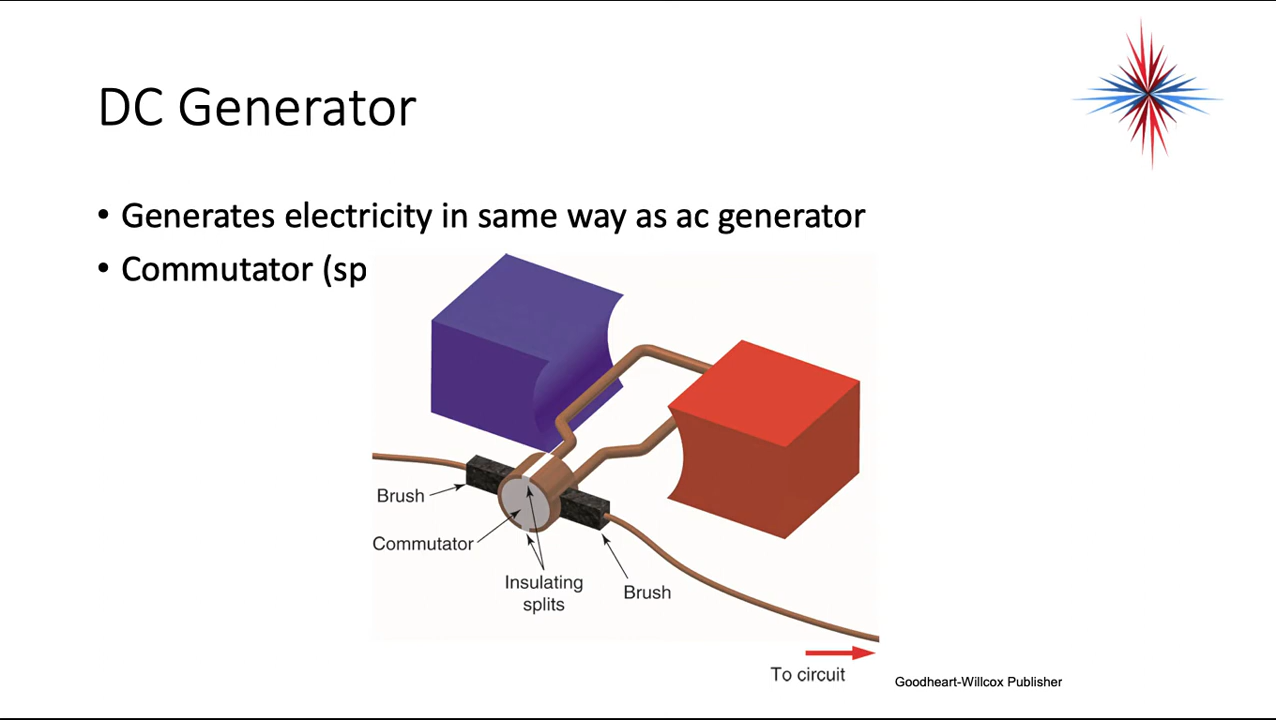 DC Generator
• Generates electricity in same way as ac generator
• Commutator (sp
Brush
Commutator
Insulating
splits
Brush
To circuit
Goodheart-Willcox Publisher